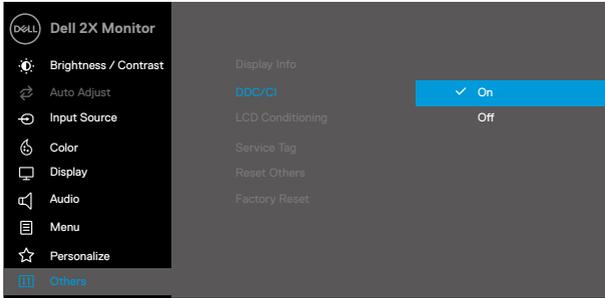 DELL
Dell 2X Monitor
Brightness / Contrast
Auto Adjust
Input Source
Color
Display
Audio
Menu
Personalize
Others
Display Info
DDC/CI
LCD Conditioning
Service Tag
Reset Others
Factory Reset
On
Off